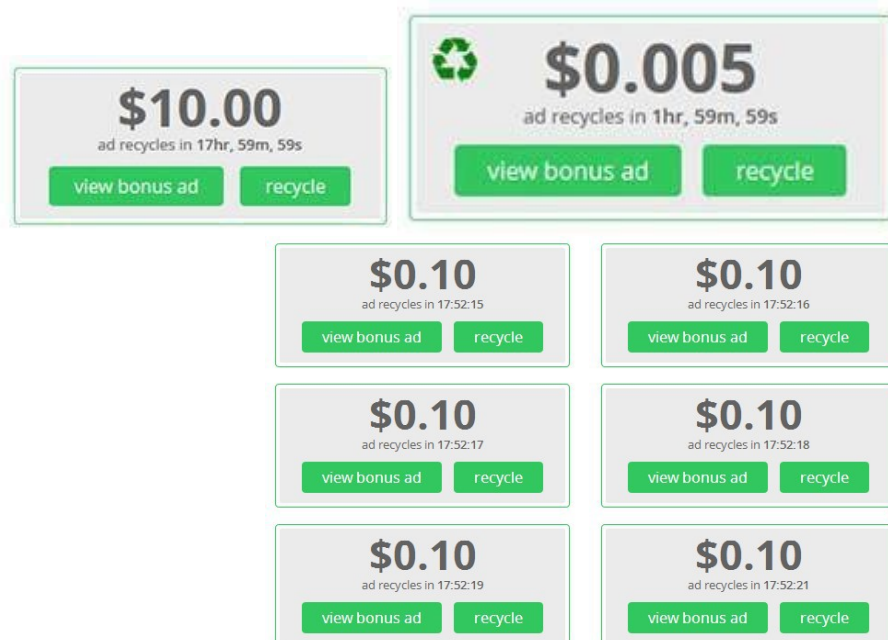 $10.00
ad recycles in 17hr, 59m, 59s
view bonus ad recycle
$0.005
ad recycles in 1hr, 59m, 59s
view bonus ad recycle
$0.10
ad recycles in 17:52:15
view bonus ad recycle
$0.10
ad recycles in 17:52:16
view bonus ad recycle
$0.10
ad recycles in 17:52:17
view bonus ad recycle
$0.10
ad recycles in 17:52:18
view bonus ad recycle
$0.10
ad recycles in 17:52:19
view bonus ad recycle
$0.10
ad recycles in 17:52:21
view bonus ad recycle